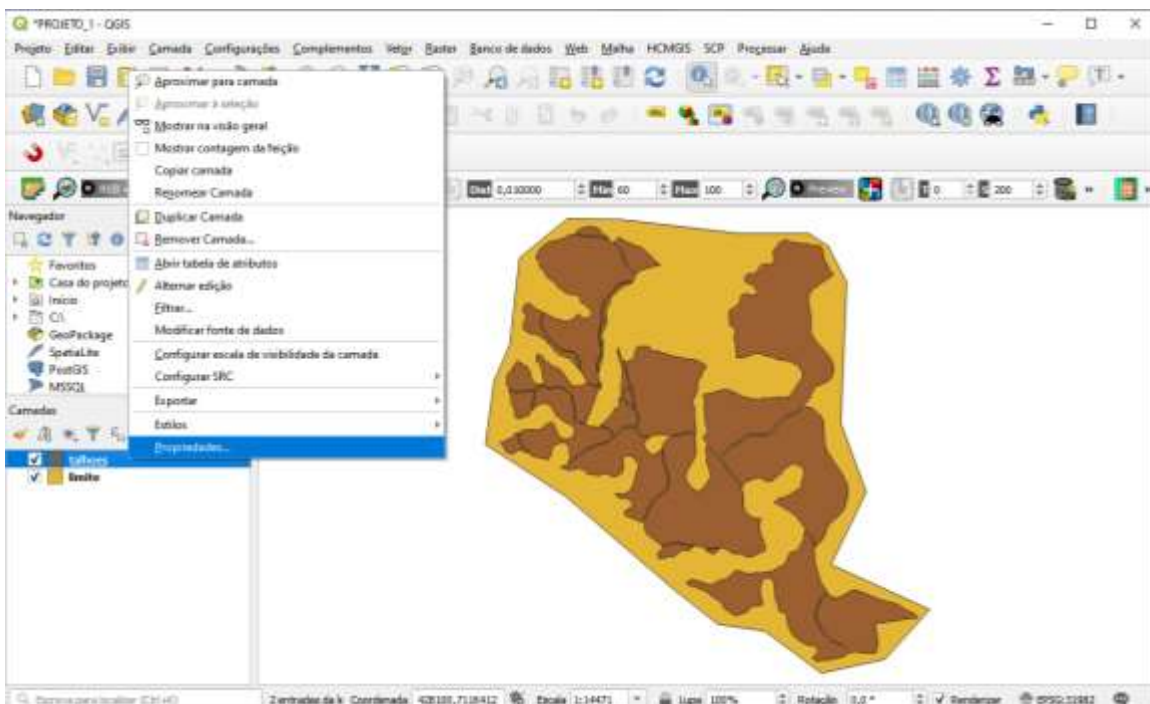 *PROJETO_1 - QGIS
Projeto Editar Exibir Camada Configurações Complementos Vetor Raster Banco de dados Web Malha HCMGIS SCP Processar Ajuda
Aproximar para camada
Aproximar à seleção
Mostrar na visão geral
Mostrar contagem da feição
Copiar camada
Renomear Camada
Duplicar Camada
Remover Camada...
Abrir tabela de atributos
Alternar edição
Filtrar...
Modificar fonte de dados
Configurar escala de visibilidade da camada
Configurar SRC
Exportar
Estilos
Propriedades...
Dist 0,010000 Min 60 Max 100 Preview 0 200
Navegador
Favoritos
Casa do projeto
Início
C:\
GeoPackage
SpatiaLite
PostGIS
MSSQL
Camadas
talhoes
limite
Coordenada Escala 1:14471 Lupa 100% Rotação 0,0 ° Renderizar